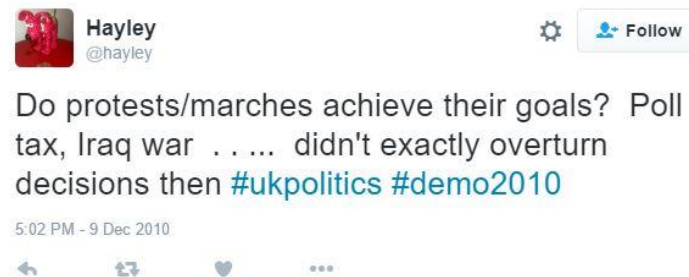 Hayley
@hayley
Follow
Do protests/marches achieve their goals?  Poll
tax, Iraq war  . . ...  didn't exactly overturn
decisions then #ukpolitics #demo2010
5:02 PM - 9 Dec 2010